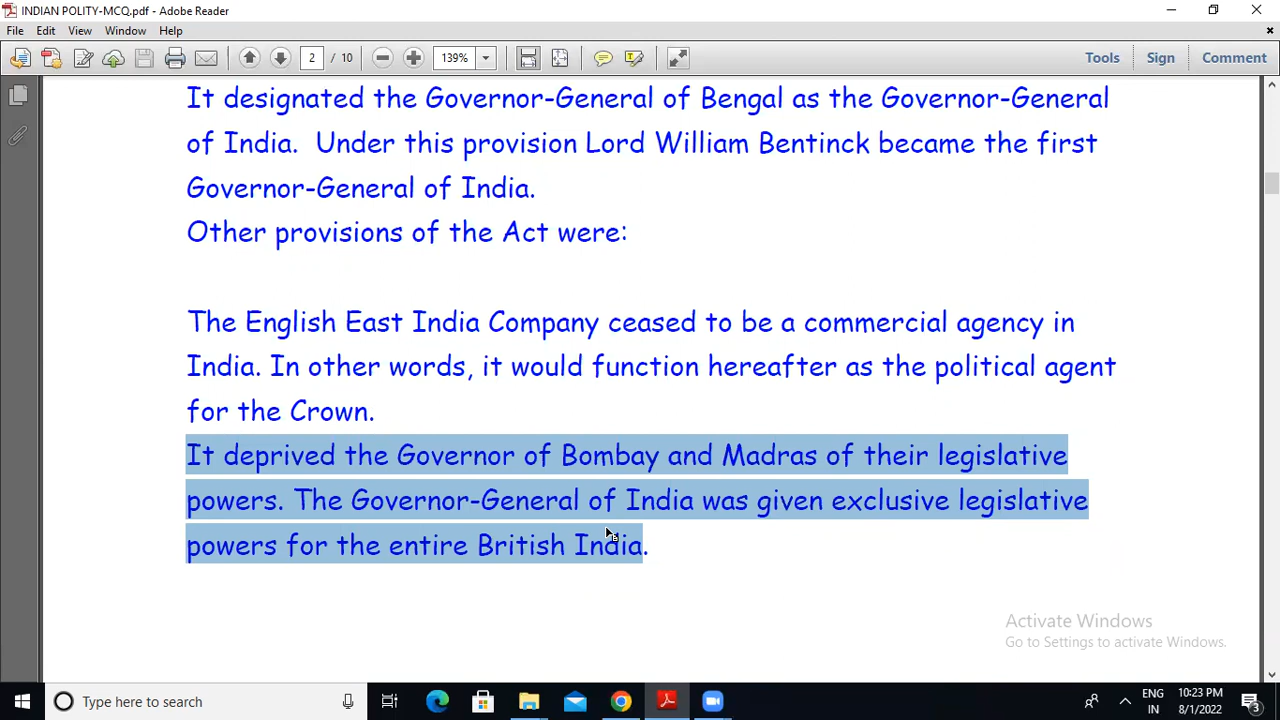 INDIAN POLITY-MCQ.pdf - Adobe Reader
File Edit View Window Help
2 / 10 139% Tools Sign Comment
It designated the Governor-General of Bengal as the Governor-General
of India.  Under this provision Lord William Bentinck became the first
Governor-General of India.
Other provisions of the Act were:
The English East India Company ceased to be a commercial agency in
India. In other words, it would function hereafter as the political agent
for the Crown.
It deprived the Governor of Bombay and Madras of their legislative
powers. The Governor-General of India was given exclusive legislative
powers for the entire British India.
Activate Windows
Go to Settings to activate Windows.
Type here to search
ENG
IN
10:23 PM
8/1/2022
3